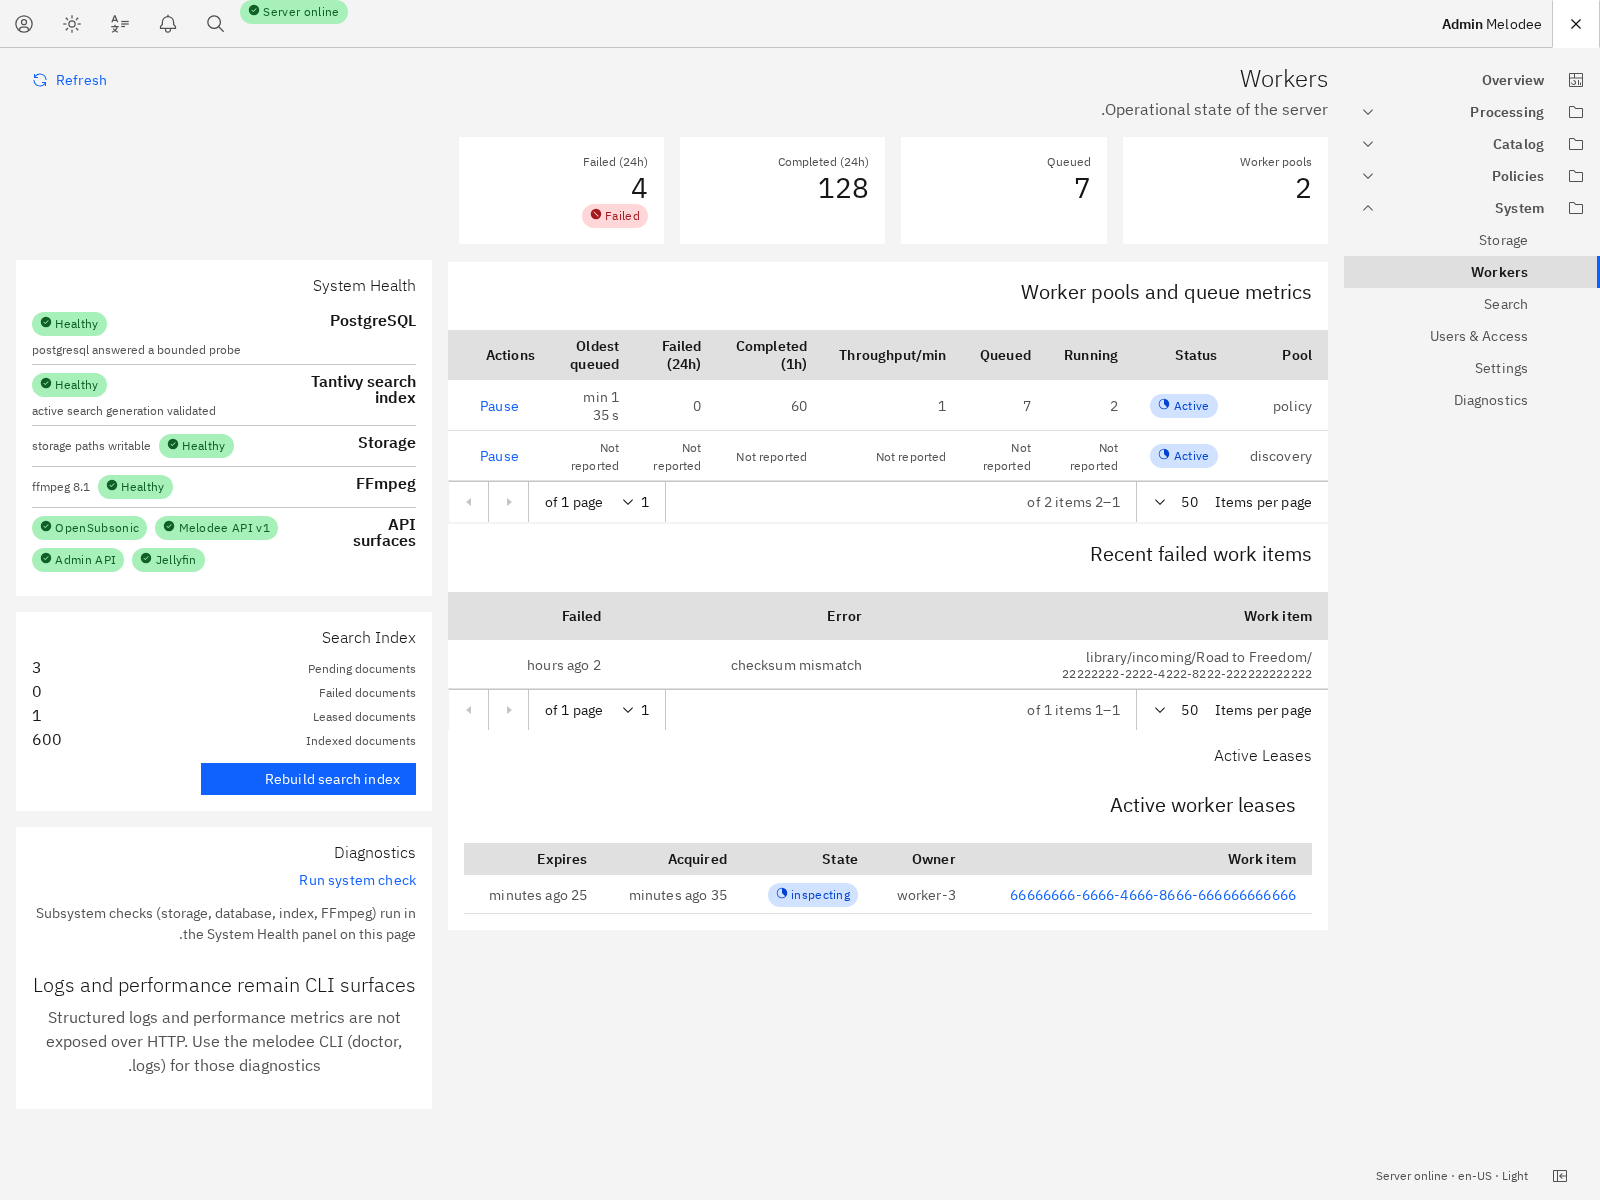 Server online
Admin Melodee
Overview
Processing
Catalog
Policies
System
Storage
Workers
Search
Users & Access
Settings
Diagnostics
Workers
Refresh
.Operational state of the server
Worker pools
2
Queued
7
Completed (24h)
128
Failed (24h)
4
Failed
Worker pools and queue metrics
Pool Status Running Queued Throughput/min Completed (1h) Failed (24h) Oldest queued Actions
policy Active 2 7 1 60 0 min 1 35 s Pause
discovery Active Not reported Not reported Not reported Not reported Not reported Not reported Pause
Items per page 50 of 2 items 2–1 1 of 1 page
Recent failed work items
Work item Error Failed
library/incoming/Road to Freedom/ checksum mismatch hours ago 2
22222222-2222-4222-8222-222222222222
Items per page 50 of 1 items 1–1 1 of 1 page
Active Leases
Active worker leases
Work item Owner State Acquired Expires
66666666-6666-4666-8666-666666666666 worker-3 inspecting minutes ago 35 minutes ago 25
System Health
PostgreSQL Healthy
postgresql answered a bounded probe
Tantivy search index Healthy
active search generation validated
Storage Healthy storage paths writable
FFmpeg Healthy ffmpeg 8.1
API surfaces
Melodee API v1 OpenSubsonic
Jellyfin Admin API
Search Index
Pending documents 3
Failed documents 0
Leased documents 1
Indexed documents 600
Rebuild search index
Diagnostics
Run system check
Subsystem checks (storage, database, index, FFmpeg) run in
.the System Health panel on this page
Logs and performance remain CLI surfaces
Structured logs and performance metrics are not
exposed over HTTP. Use the melodee CLI (doctor,
.logs) for those diagnostics
Server online · en-US · Light